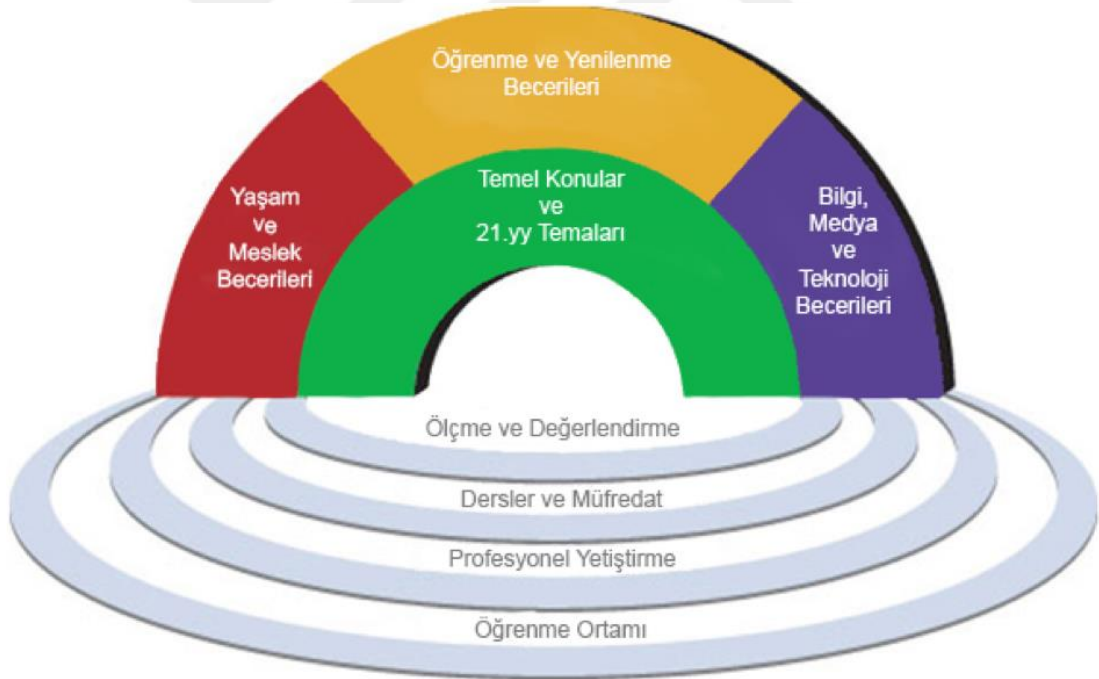 Öğrenme ve Yenilenme
Becerileri
Yaşam
ve
Meslek
Becerileri
Temel Konular
ve
21.yy Temaları
Bilgi,
Medya
ve
Teknoloji
Becerileri
Ölçme ve Değerlendirme
Dersler ve Müfredat
Profesyonel Yetiştirme
Öğrenme Ortamı